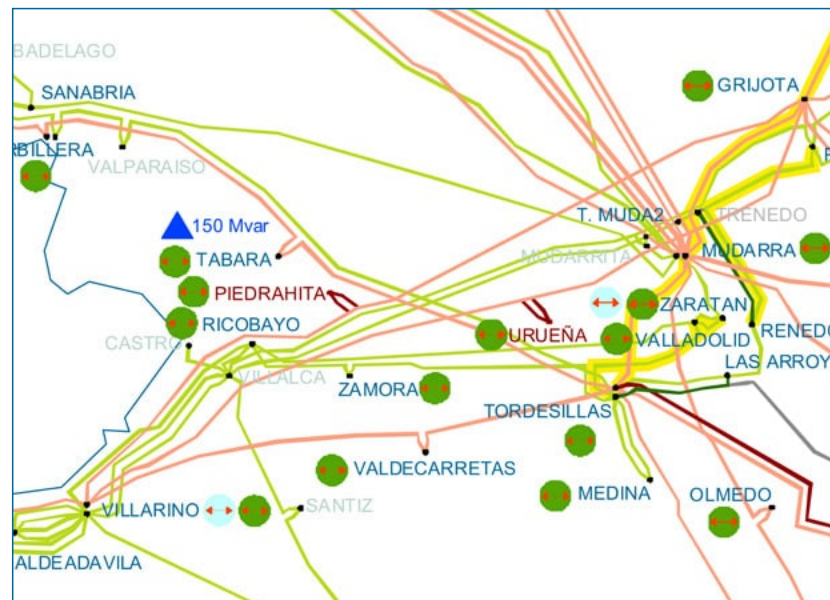 BADELAGO
SANABRIA
GRIJOTA
RBILLERA
VALPARAISO
150 Mvar
T. MUDA2
TRENEDO
TABARA
MUDARRITA
MUDARRA
PIEDRAHITA
ZARATAN
RICOBAYO
URUEÑA
VALLADOLID
RENEDO
CASTRO
LAS ARROY
VILLALCA
ZAMORA
TORDESILLAS
VALDECARRETAS
MEDINA
OLMEDO
VILLARINO
SANTIZ
ALDEADAVILA